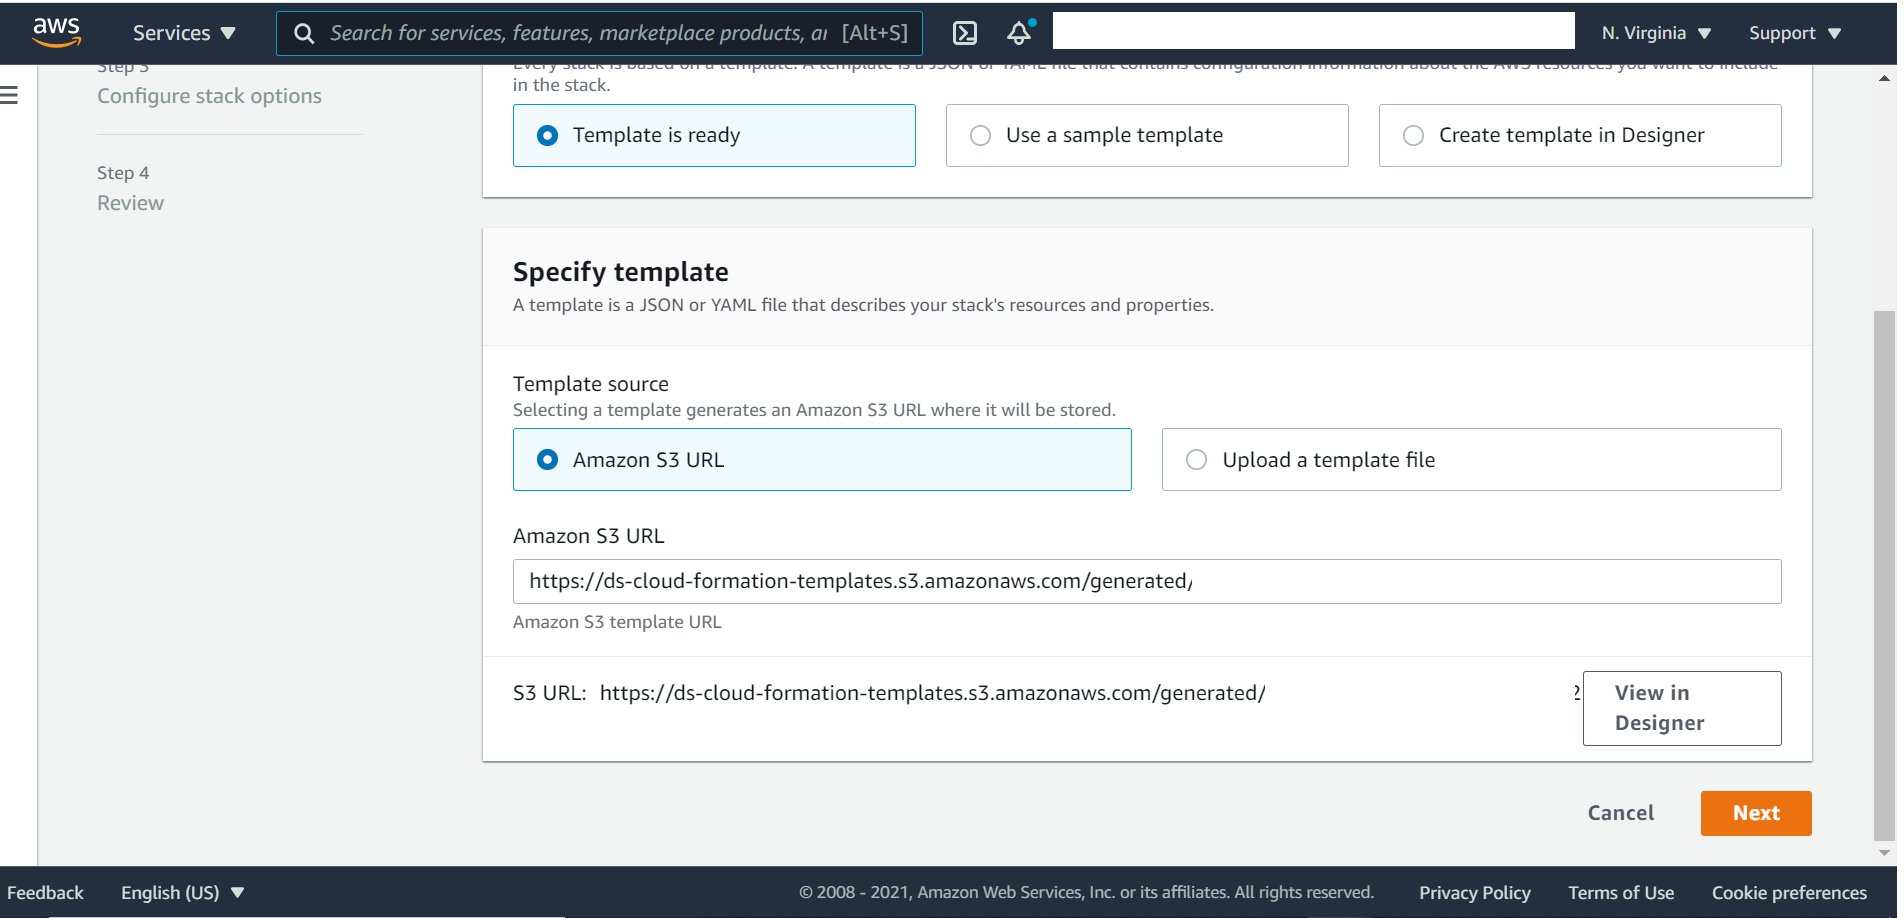 aws
Services
Search for services, features, marketplace products, ar [Alt+S]
N. Virginia
Support
Step 3
Configure stack options
Step 4
Review
Every stack is based on a template. A template is a JSON or YAML file that contains configuration information about the AWS resources you want to include
in the stack.
Template is ready
Use a sample template
Create template in Designer
Specify template
A template is a JSON or YAML file that describes your stack's resources and properties.
Template source
Selecting a template generates an Amazon S3 URL where it will be stored.
Amazon S3 URL
Upload a template file
Amazon S3 URL
https://ds-cloud-formation-templates.s3.amazonaws.com/generated/
Amazon S3 template URL
S3 URL: https://ds-cloud-formation-templates.s3.amazonaws.com/generated/ 2
View in
Designer
Cancel
Next
Feedback
English (US)
© 2008 - 2021, Amazon Web Services, Inc. or its affiliates. All rights reserved.
Privacy Policy
Terms of Use
Cookie preferences